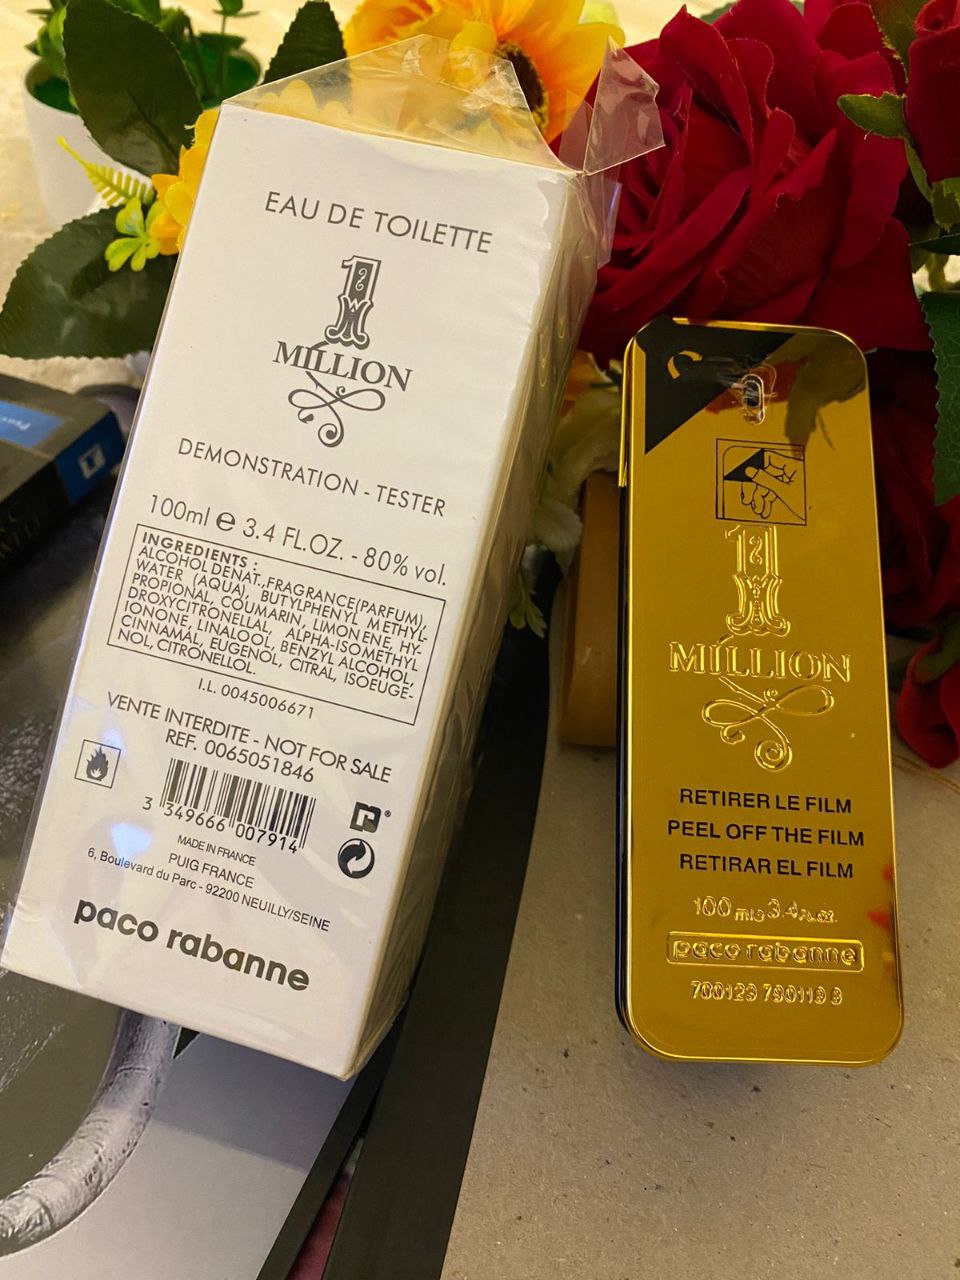 EAU DE TOILETTE
1
MILLION
DEMONSTRATION - TESTER
100ml e 3.4 FL.OZ. - 80% vol.
INGREDIENTS :
ALCOHOL DENAT., FRAGRANCE (PARFUM),
WATER (AQUA), BUTYLPHENYL METHYL-
PROPIONAL, COUMARIN, LIMONENE, HY-
DROXYCITRONELLAL, ALPHA-ISOMETHYL
IONONE, LINALOOL, BENZYL ALCOHOL,
CINNAMAL, EUGENOL, CITRAL, ISOEUGE-
NOL, CITRONELLOL.
I.L. 0045006671
VENTE INTERDITE - NOT FOR SALE
REF. 0065051846
3 349666 007914
MADE IN FRANCE
PUIG FRANCE
6, Boulevard du Parc - 92200 NEUILLY/SEINE
paco rabanne
1
MILLION
RETIRER LE FILM
PEEL OFF THE FILM
RETIRAR EL FILM
100 ml e 3.4 fl.oz.
paco rabanne